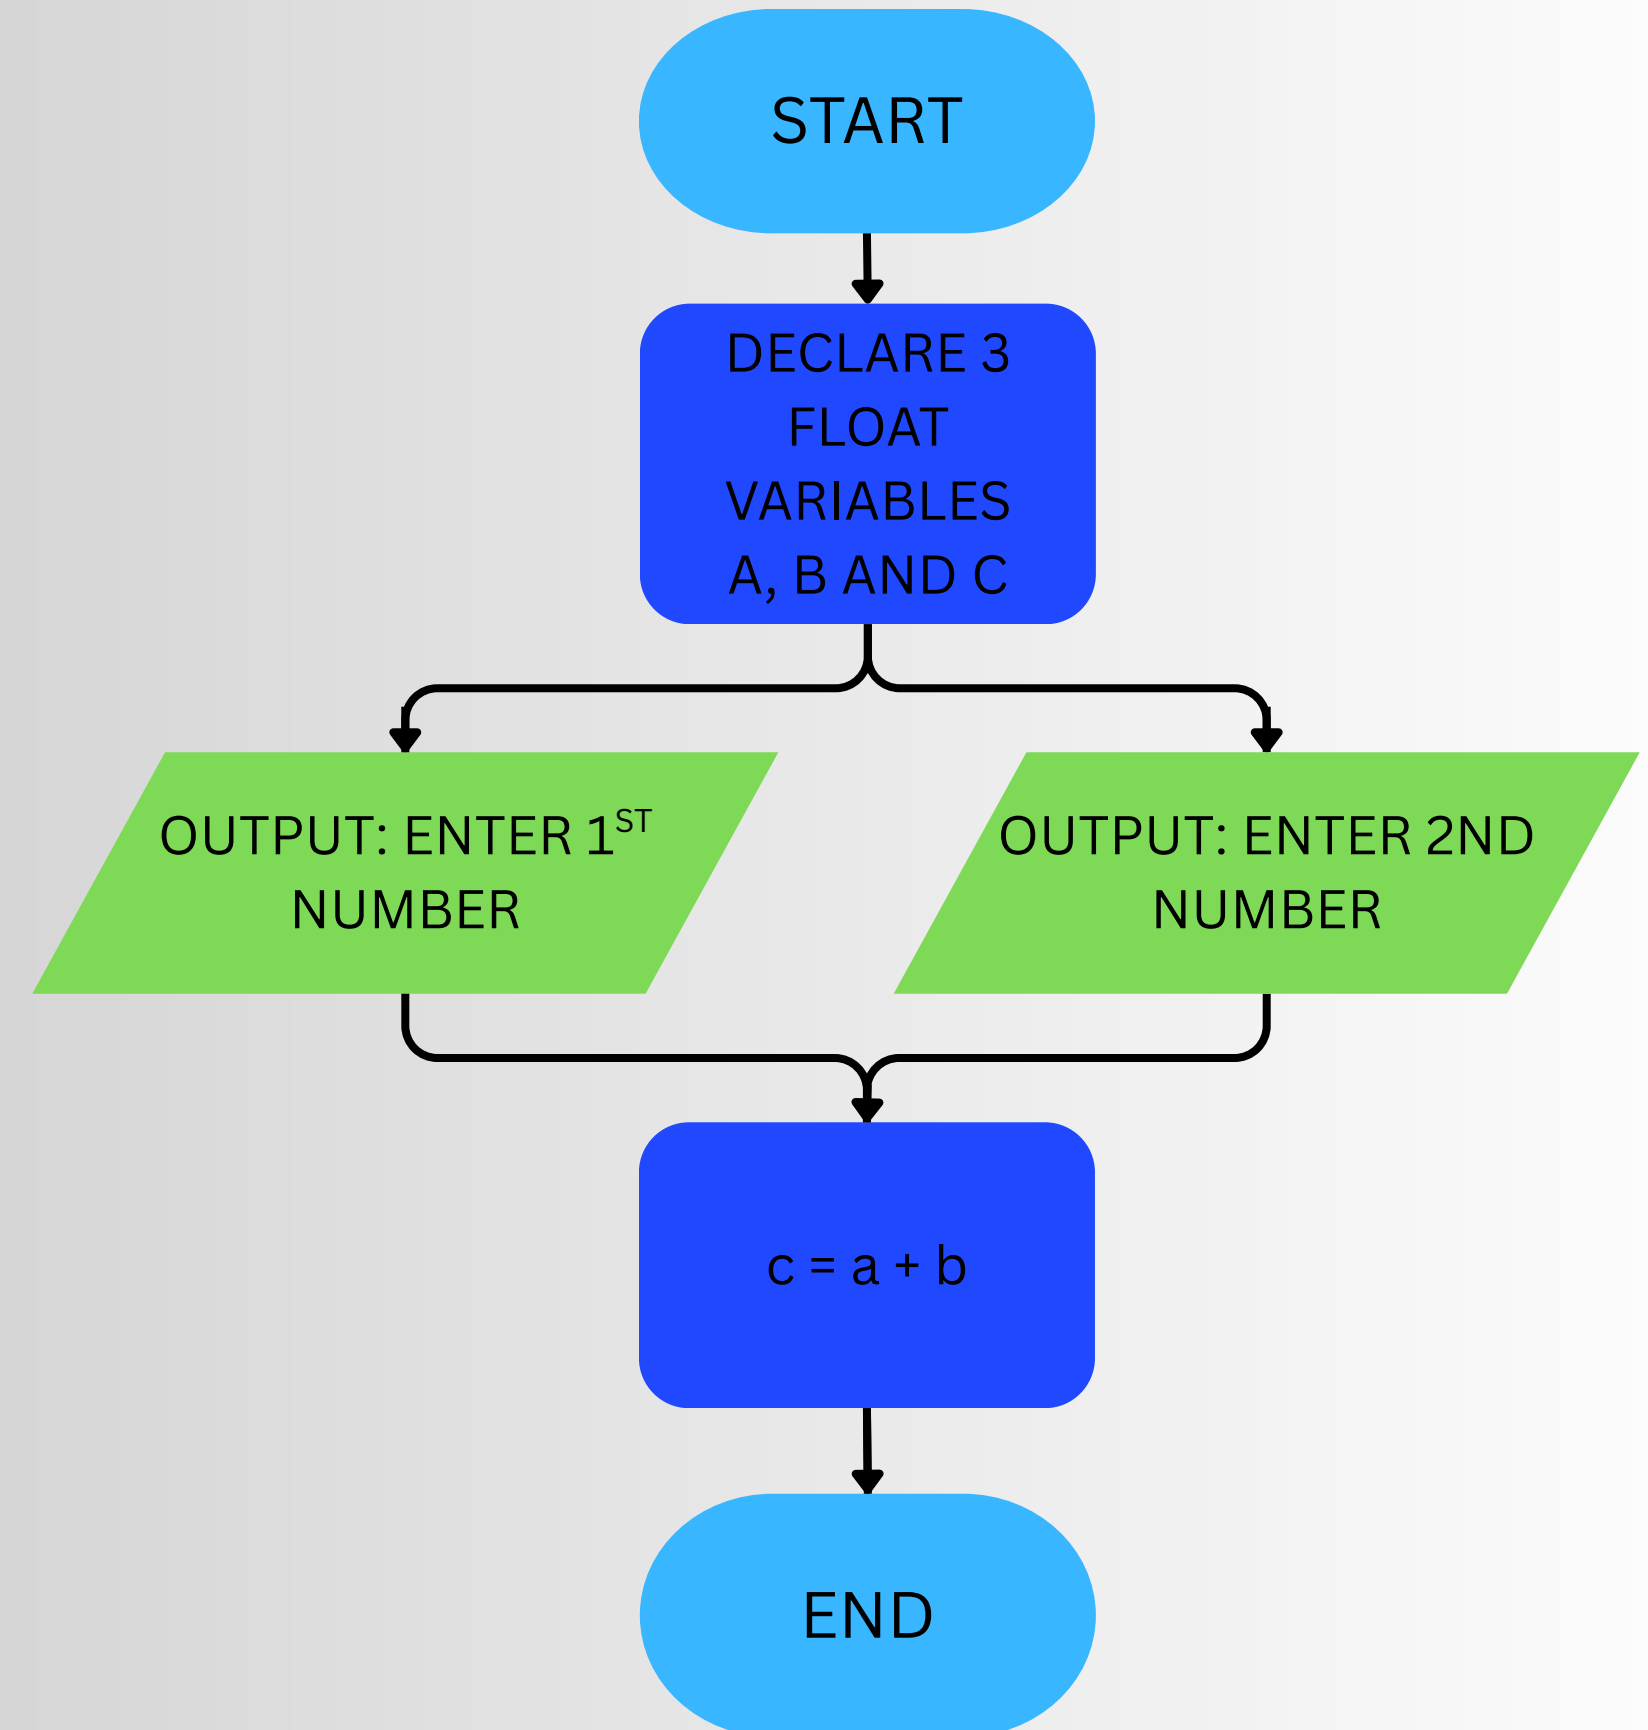 START
DECLARE 3
FLOAT
VARIABLES
A, B AND C
OUTPUT: ENTER 1ST
NUMBER
OUTPUT: ENTER 2ND
NUMBER
c = a + b
END